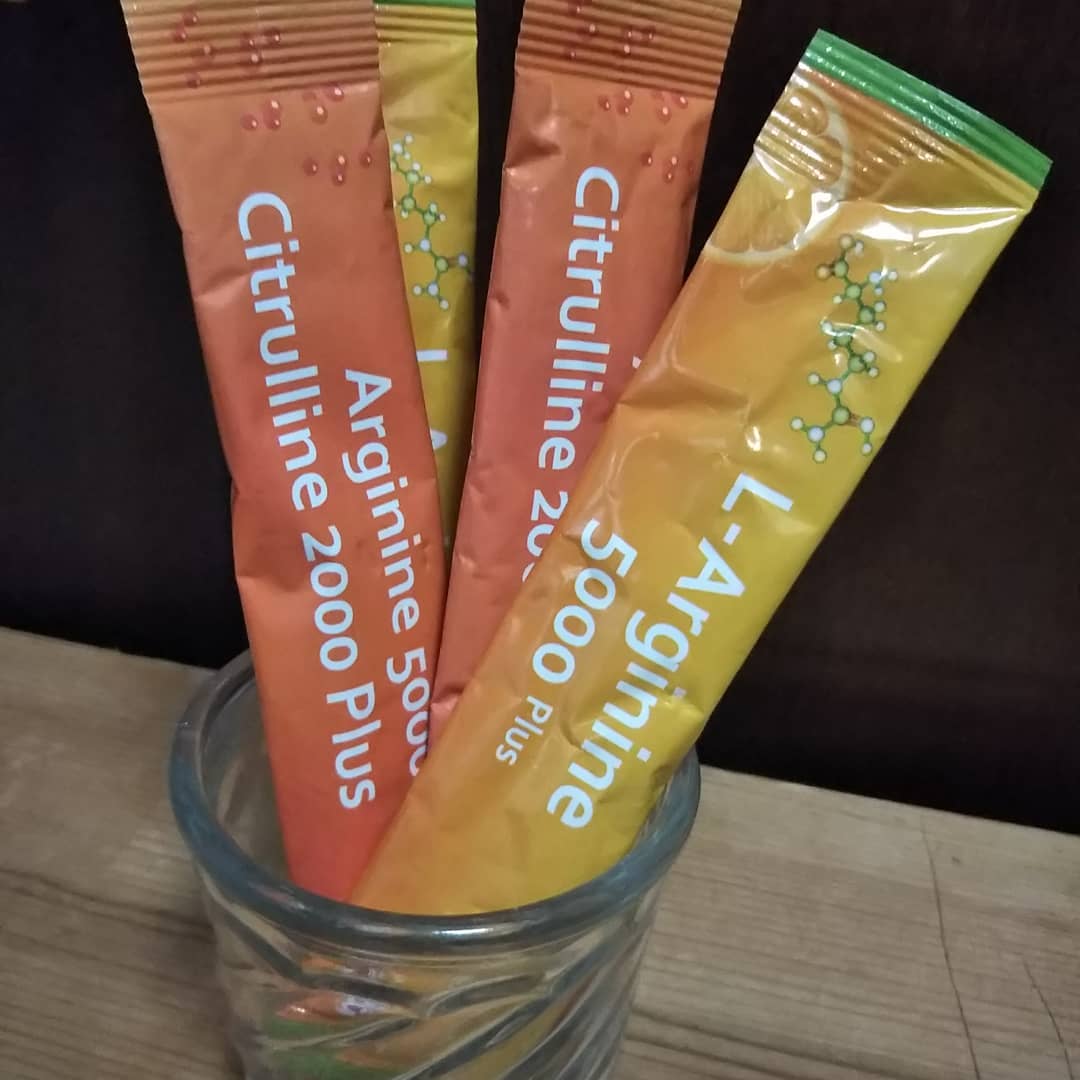 Arginine 5000
Citrulline 2000 Plus
Citrulline
L-Arginine
5000 Plus